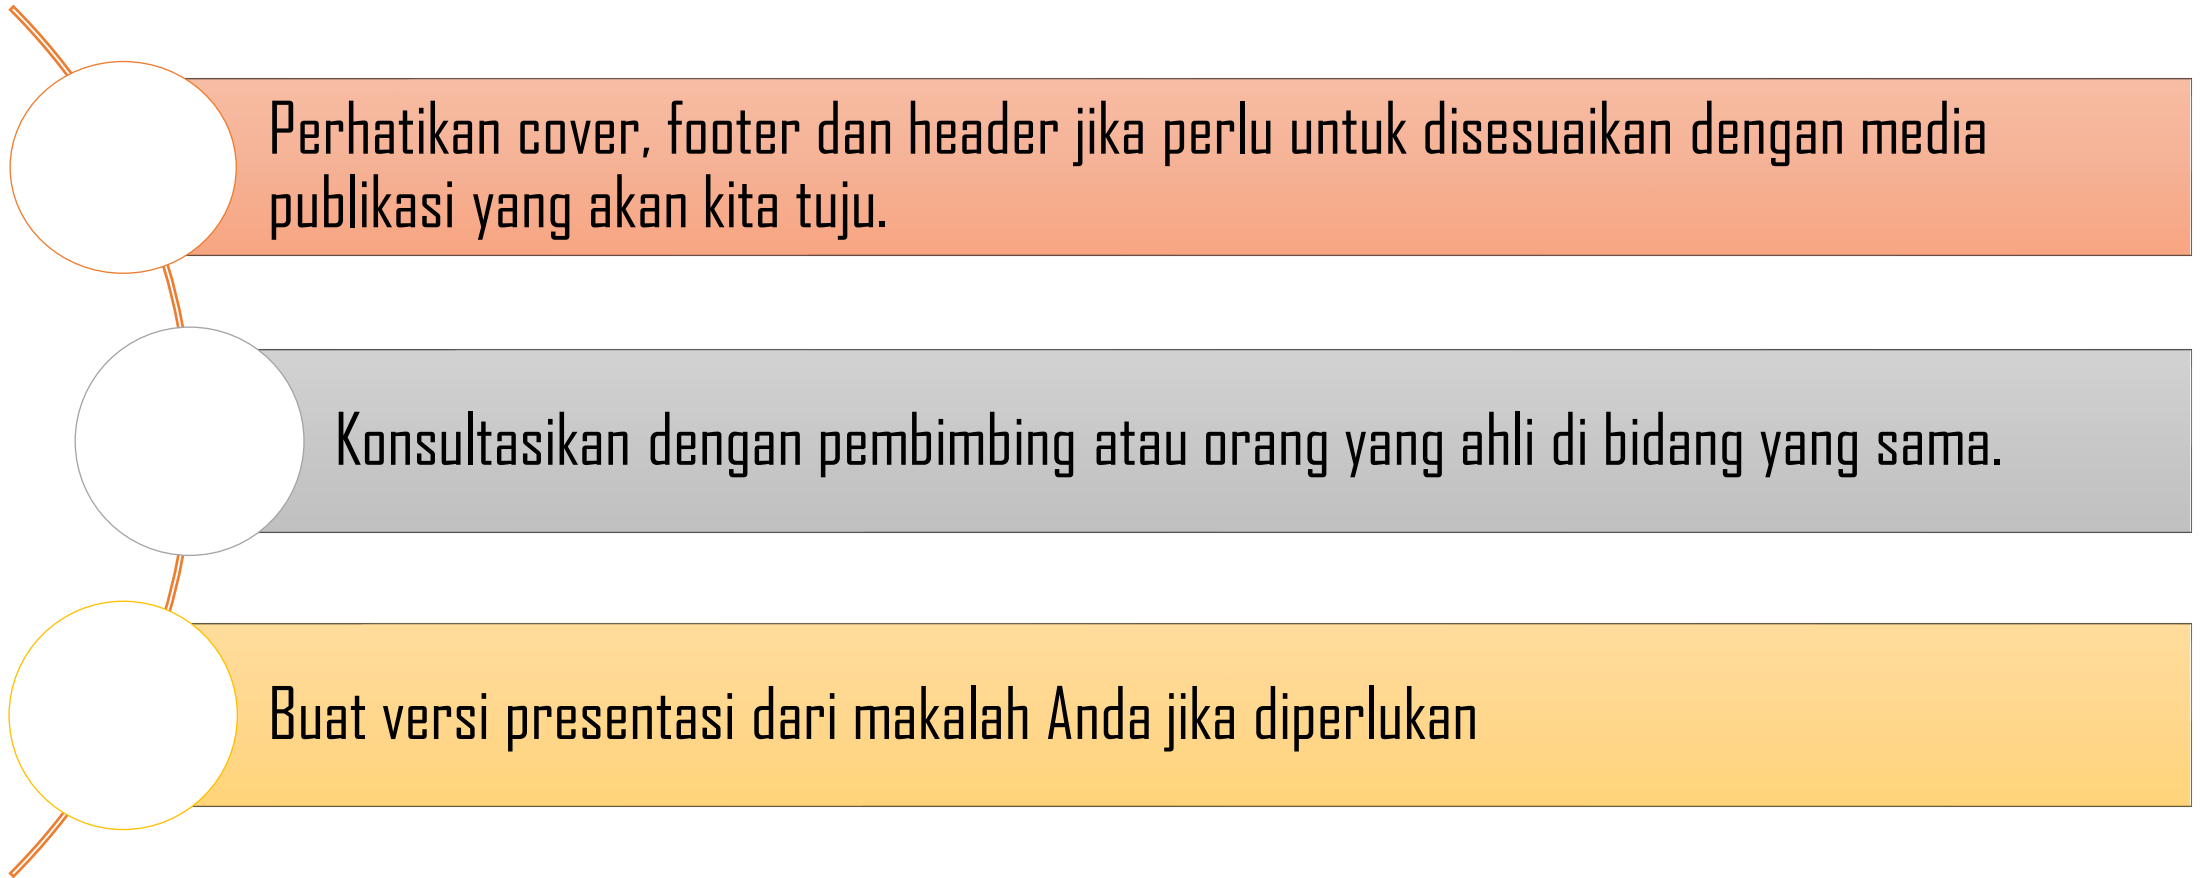 Perhatikan cover, footer dan header jika perlu untuk disesuaikan dengan media
publikasi yang akan kita tuju.
Konsultasikan dengan pembimbing atau orang yang ahli di bidang yang sama.
Buat versi presentasi dari makalah Anda jika diperlukan